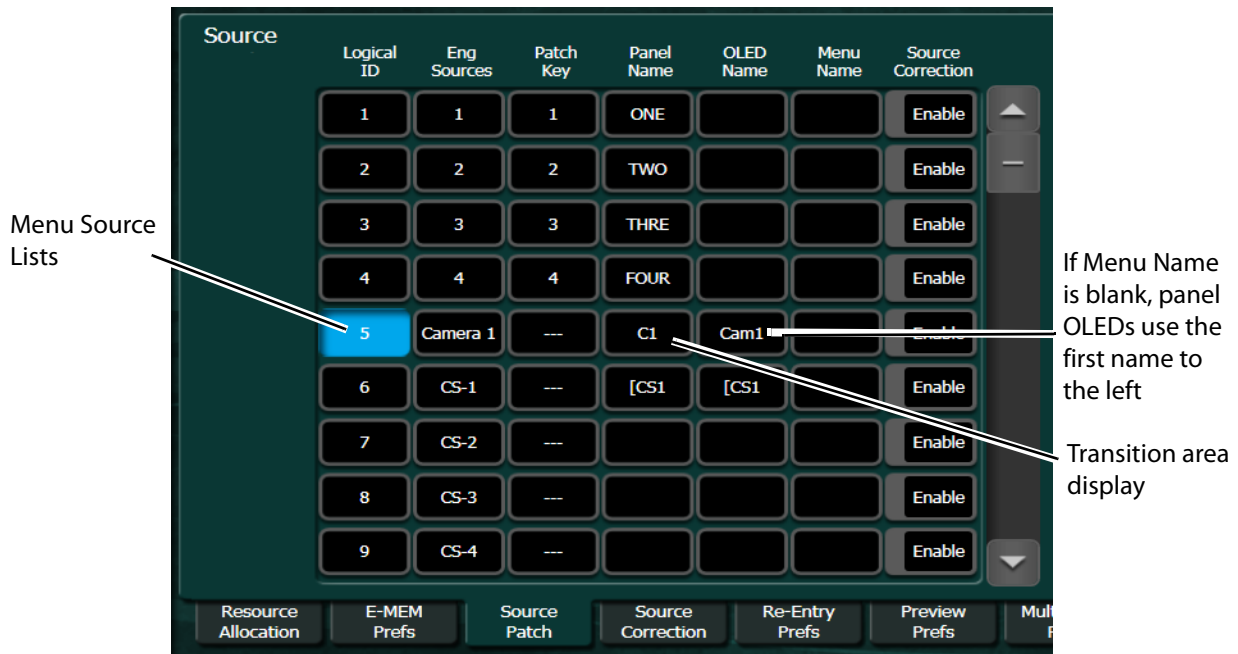 Source
Logical ID
Eng Sources
Patch Key
Panel Name
OLED Name
Menu Name
Source Correction
1 1 1 ONE Enable
2 2 2 TWO Enable
3 3 3 THRE Enable
4 4 4 FOUR Enable
5 Camera 1 --- C1 Cam1 Enable
6 CS-1 --- [CS1 [CS1 Enable
7 CS-2 --- Enable
8 CS-3 --- Enable
9 CS-4 --- Enable
Menu Source
Lists
If Menu Name
is blank, panel
OLEDs use the
first name to
the left
Transition area
display
Resource Allocation
E-MEM Prefs
Source Patch
Source Correction
Re-Entry Prefs
Preview Prefs